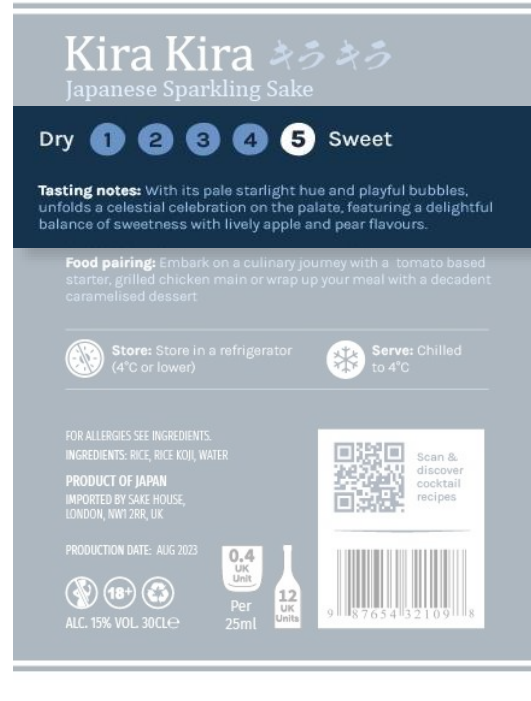 Kira Kira キラキラ
Japanese Sparkling Sake
Dry 1 2 3 4 5 Sweet
Tasting notes: With its pale starlight hue and playful bubbles,
unfolds a celestial celebration on the palate, featuring a delightful
balance of sweetness with lively apple and pear flavours.
Food pairing: Embark on a culinary journey with a tomato based
starter, grilled chicken main or wrap up your meal with a decadent
caramelised dessert
Store: Store in a refrigerator
(4°C or lower)
Serve: Chilled
to 4°C
FOR ALLERGIES SEE INGREDIENTS.
INGREDIENTS: RICE, RICE KOJI, WATER
PRODUCT OF JAPAN
IMPORTED BY SAKE HOUSE,
LONDON, NW1 2RR, UK
PRODUCTION DATE: AUG 2023
18+
ALC. 15% VOL. 30CLe
0.4
UK
Unit
Per
25ml
12
UK
Units
Scan &
discover
cocktail
recipes
9 87654 32109 8